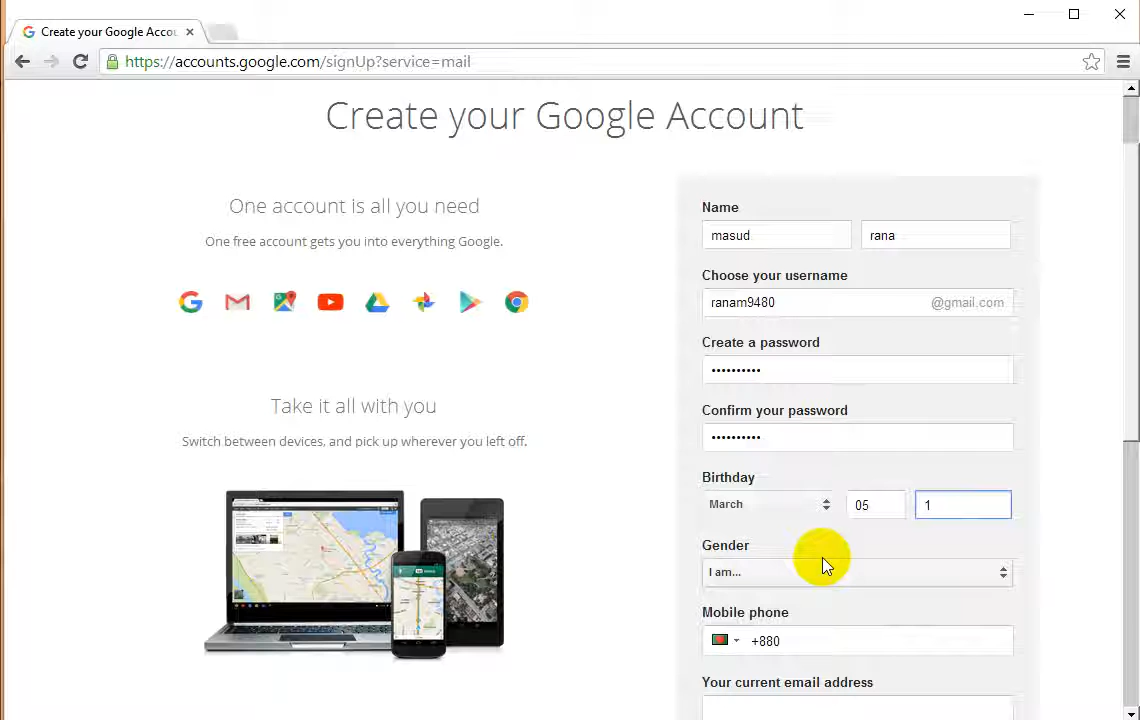 Create your Google Accou
https://accounts.google.com/signUp?service=mail
Create your Google Account
One account is all you need
One free account gets you into everything Google.
Take it all with you
Switch between devices, and pick up wherever you left off.
Name
masud rana
Choose your username
ranam9480 @gmail.com
Create a password
••••••••••
Confirm your password
••••••••••
Birthday
March 05 1
Gender
I am...
Mobile phone
+880
Your current email address